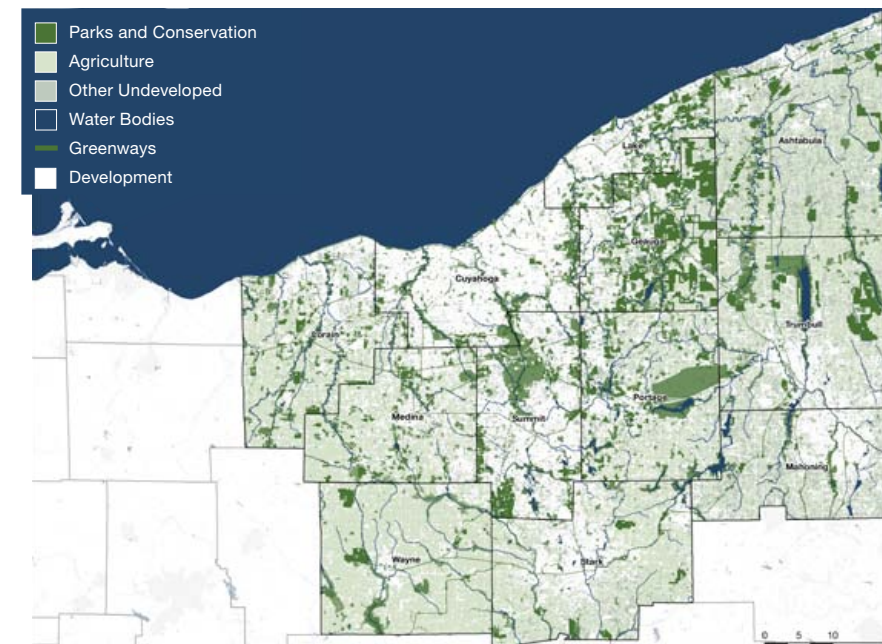 Parks and Conservation
Agriculture
Other Undeveloped
Water Bodies
Greenways
Development
Lake
Ashtabula
Geauga
Cuyahoga
Lorain
Trumbull
Portage
Medina
Summit
Mahoning
Wayne
Stark
0 5 10